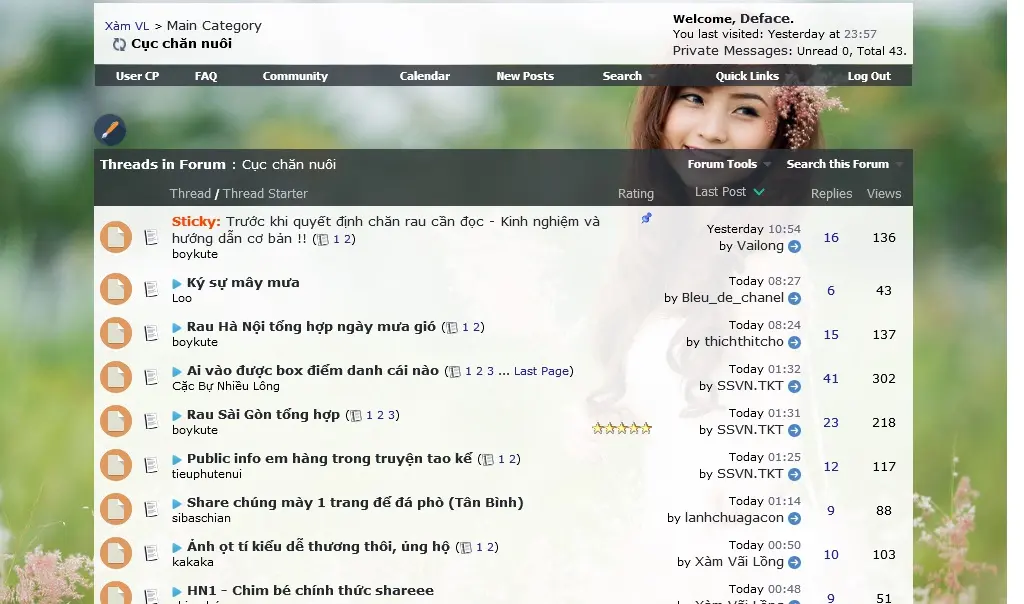 Xàm VL > Main Category
Cục chăn nuôi
Welcome, Deface.
You last visited: Yesterday at 23:57
Private Messages: Unread 0, Total 43.
User CP FAQ Community Calendar New Posts Search Quick Links Log Out
Threads in Forum : Cục chăn nuôi Forum Tools Search this Forum
Thread / Thread Starter Rating Last Post Replies Views
Sticky: Trước khi quyết định chăn rau cần đọc - Kinh nghiệm và
hướng dẫn cơ bản !! ( 1 2)
boykute
Yesterday 10:54
by Vailong
16 136
Ký sự mây mưa
Loo
Today 08:27
by Bleu_de_chanel
6 43
Rau Hà Nội tổng hợp ngày mưa gió ( 1 2)
boykute
Today 08:24
by thichthitcho
15 137
Ai vào được box điểm danh cái nào ( 1 2 3 ... Last Page)
Cặc Bự Nhiều Lông
Today 01:32
by SSVN.TKT
41 302
Rau Sài Gòn tổng hợp ( 1 2 3)
boykute
Today 01:31
by SSVN.TKT
23 218
Public info em hàng trong truyện tao kể ( 1 2)
tieuphutenui
Today 01:25
by SSVN.TKT
12 117
Share chúng mày 1 trang để đá phò (Tân Bình)
sibaschian
Today 01:14
by lanhchuagacon
9 88
Ảnh ọt tí kiểu dễ thương thôi, ủng hộ ( 1 2)
kakaka
Today 00:50
by Xàm Vãi Lồng
10 103
HN1 - Chim bé chính thức shareee
Today 00:48
by Xàm Vãi Lồng
9 51